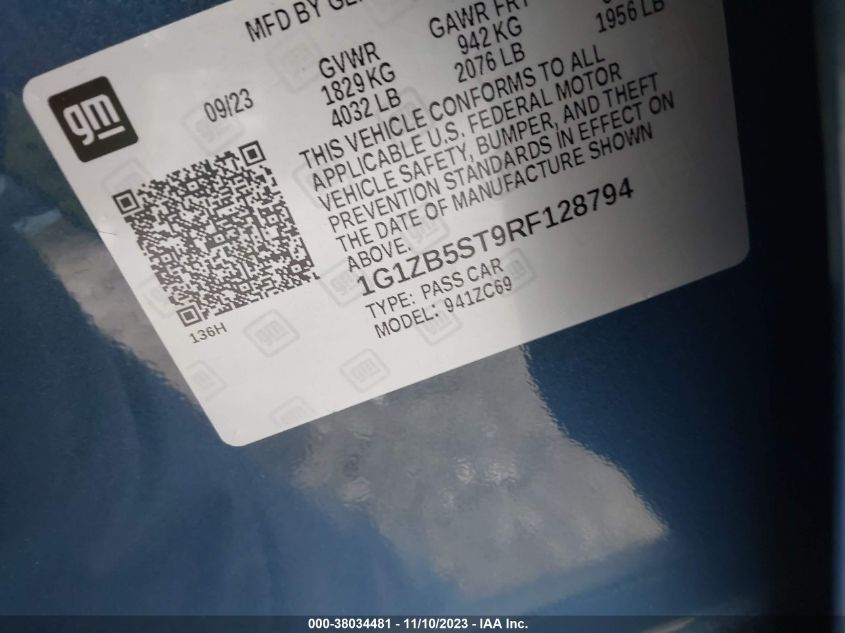 MFD BY
gm
09/23
GVWR
1829 KG
4032 LB
GAWR FRT
942 KG
2076 LB
1956 LB
THIS VEHICLE CONFORMS TO ALL
APPLICABLE U.S. FEDERAL MOTOR
VEHICLE SAFETY, BUMPER, AND THEFT
PREVENTION STANDARDS IN EFFECT ON
THE DATE OF MANUFACTURE SHOWN
ABOVE.
1G1ZB5ST9RF128794
TYPE: PASS CAR
MODEL: 941ZC69
136H
000-38034481 - 11/10/2023 - IAA Inc.